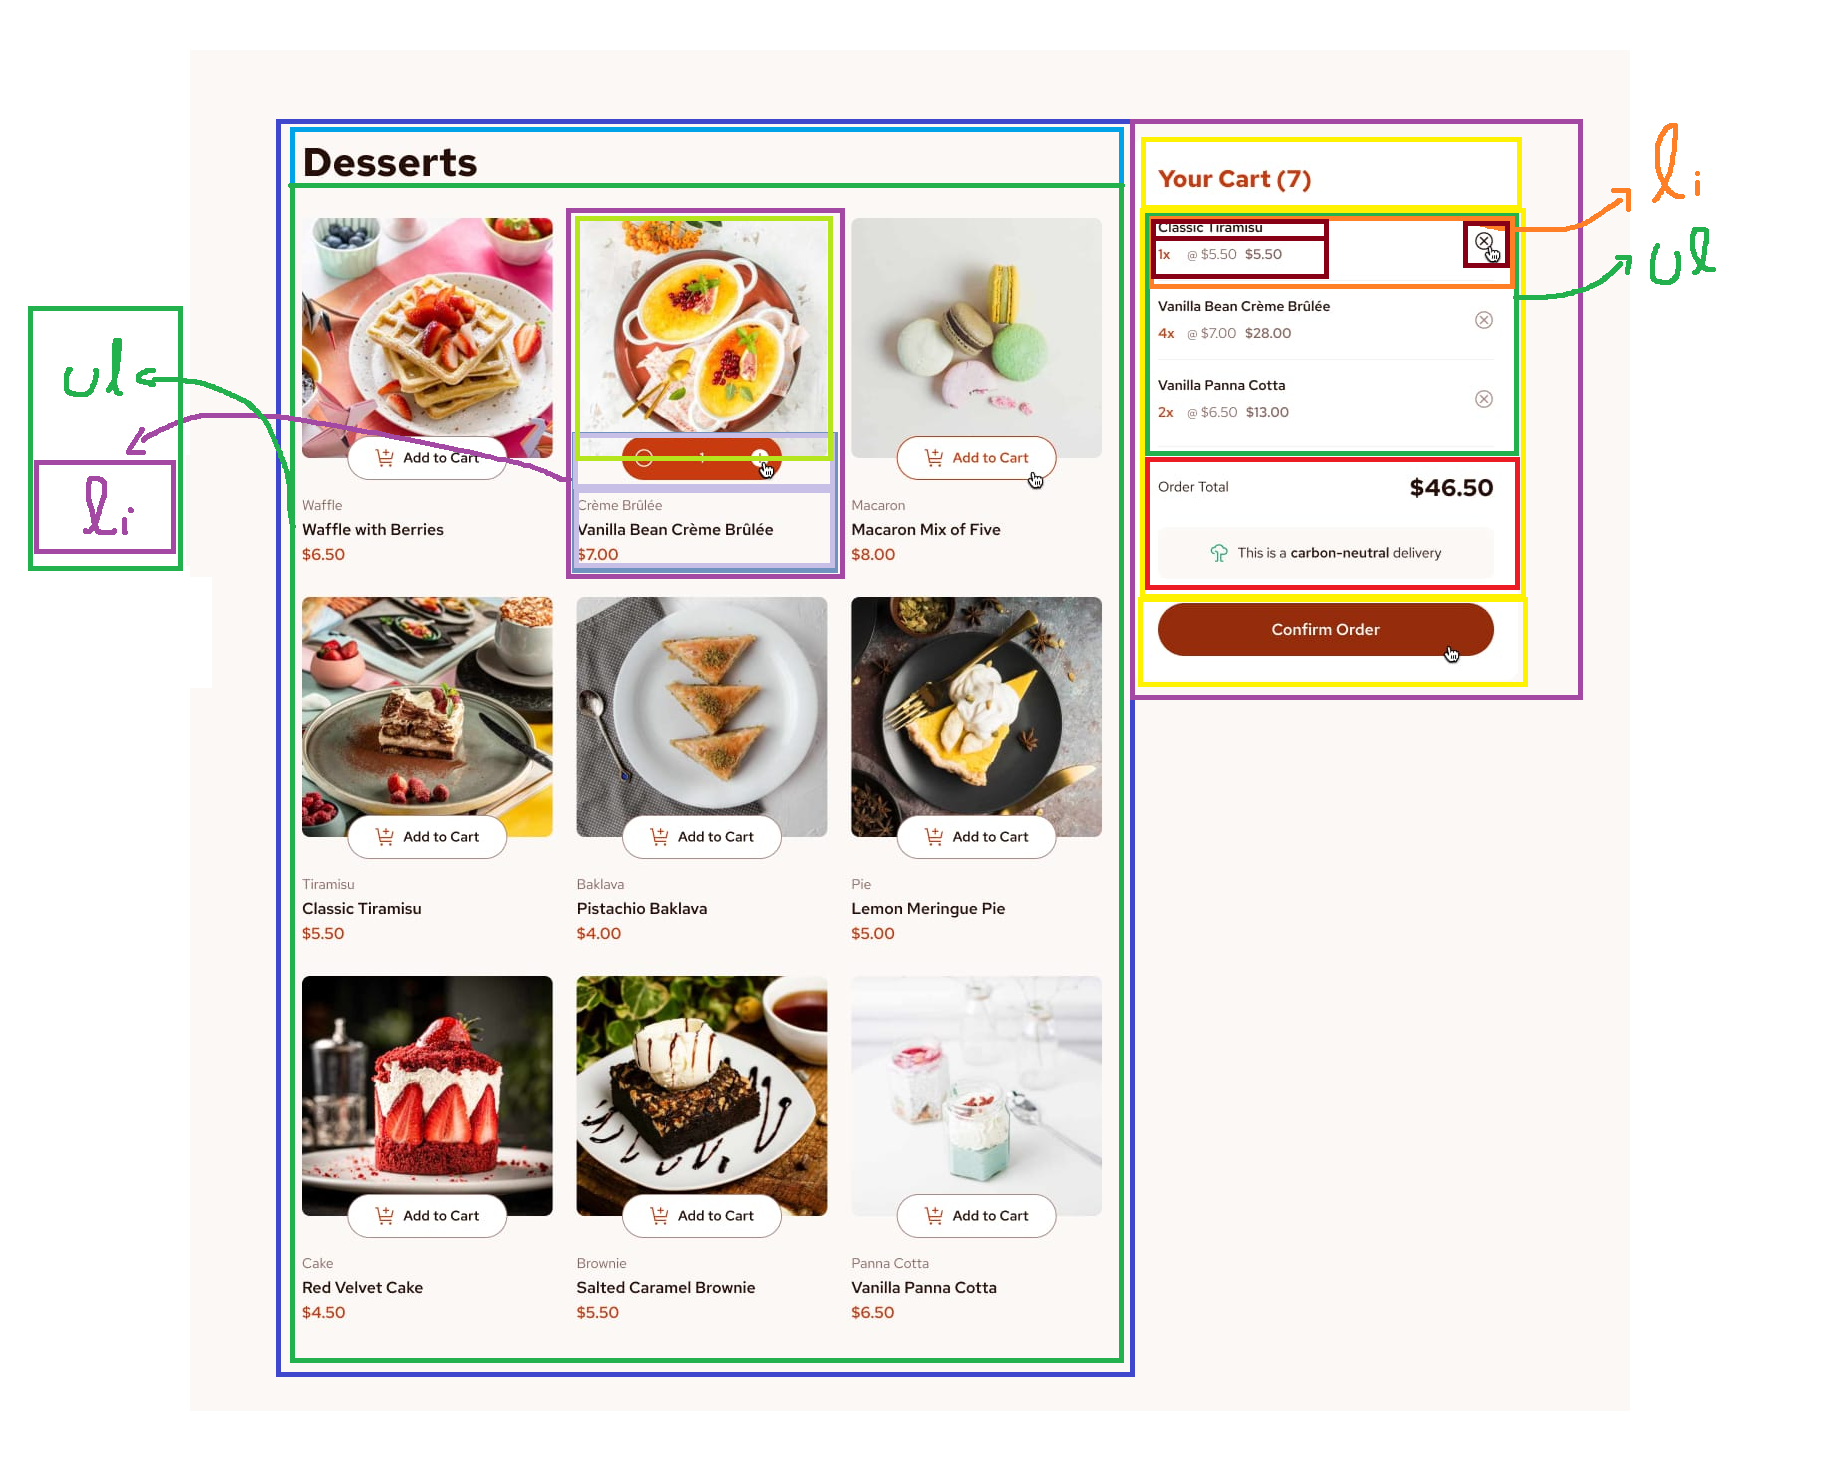 Desserts
Your Cart (7)
li
Classic Tiramisu
1x @ $5.50 $5.50
ul
Vanilla Bean Crème Brûlée
4x @ $7.00 $28.00
Vanilla Panna Cotta
2x @ $6.50 $13.00
ul
li
Add to Cart
1
Add to Cart
Waffle
Waffle with Berries
$6.50
Crème Brûlée
Vanilla Bean Crème Brûlée
$7.00
Macaron
Macaron Mix of Five
$8.00
Order Total $46.50
This is a carbon-neutral delivery
Confirm Order
Add to Cart
Add to Cart
Add to Cart
Tiramisu
Classic Tiramisu
$5.50
Baklava
Pistachio Baklava
$4.00
Pie
Lemon Meringue Pie
$5.00
Add to Cart
Add to Cart
Add to Cart
Cake
Red Velvet Cake
$4.50
Brownie
Salted Caramel Brownie
$5.50
Panna Cotta
Vanilla Panna Cotta
$6.50